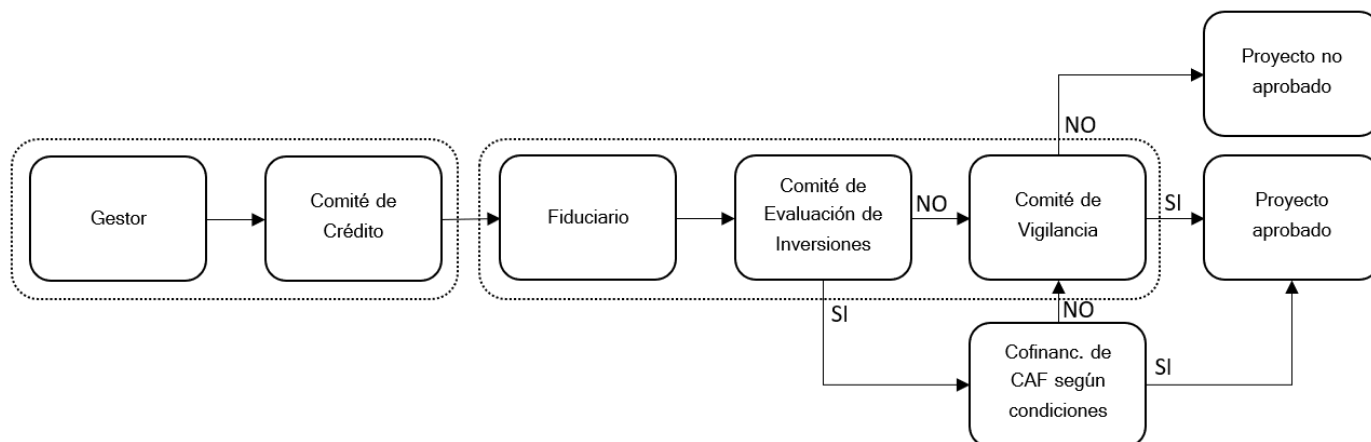 Proyecto no
aprobado
NO
Gestor
Comité de
Crédito
Fiduciario
Comité de
Evaluación de
Inversiones
NO
Comité de
Vigilancia
SI
Proyecto
aprobado
SI
NO
Cofinanc. de
CAF según
condiciones
SI